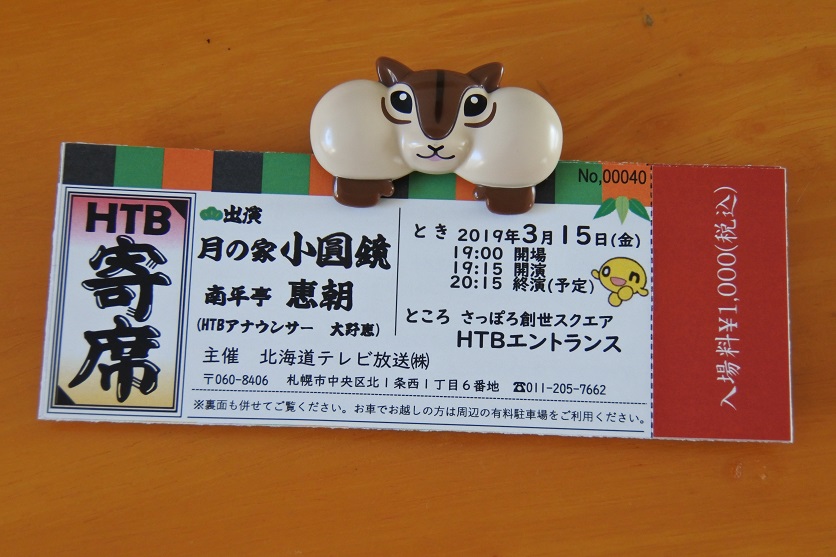 No,00040
HTB
寄席
出演
月の家 小圓鏡
南平亭 恵朝
(HTBアナウンサー 大野恵)
主催 北海道テレビ放送㈱
〒060-8406 札幌市中央区北1条西1丁目6番地 ☎011-205-7662
※裏面も併せてご覧ください。お車でお越しの方は周辺の有料駐車場をご利用ください。
とき 2019年3月15日(金)
19:00 開場
19:15 開演
20:15 終演(予定)
ところ さっぽろ創世スクエア
HTBエントランス
入場料¥1,000(税込)